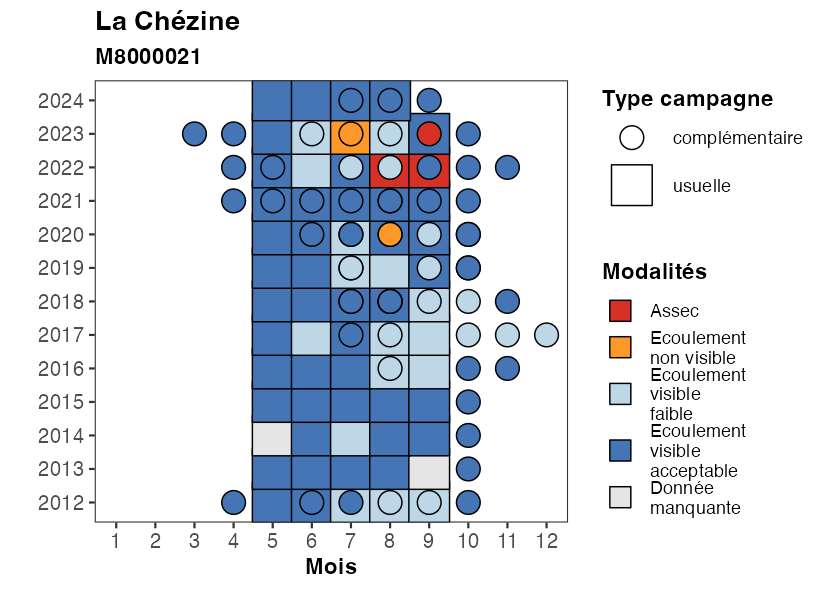 La Chézine
M8000021
2024
2023
2022
2021
2020
2019
2018
2017
2016
2015
2014
2013
2012
1 2 3 4 5 6 7 8 9 10 11 12
Mois
Type campagne
complémentaire
usuelle
Modalités
Assec
Ecoulement
non visible
Ecoulement
visible
faible
Ecoulement
visible
acceptable
Donnée
manquante